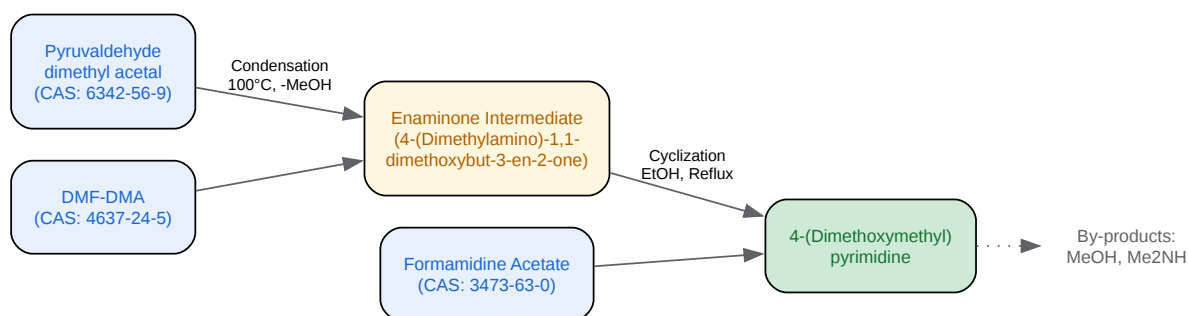 Pyruvaldehyde
dimethyl acetal
(CAS: 6342-56-9)
Condensation
100°C, -MeOH
DMF-DMA
(CAS: 4637-24-5)
Enaminone Intermediate
(4-(Dimethylamino)-1,1-
dimethoxybut-3-en-2-one)
Cyclization
EtOH, Reflux
Formamidine Acetate
(CAS: 3473-63-0)
4-(Dimethoxymethyl)
pyrimidine
By-products:
MeOH, Me2NH